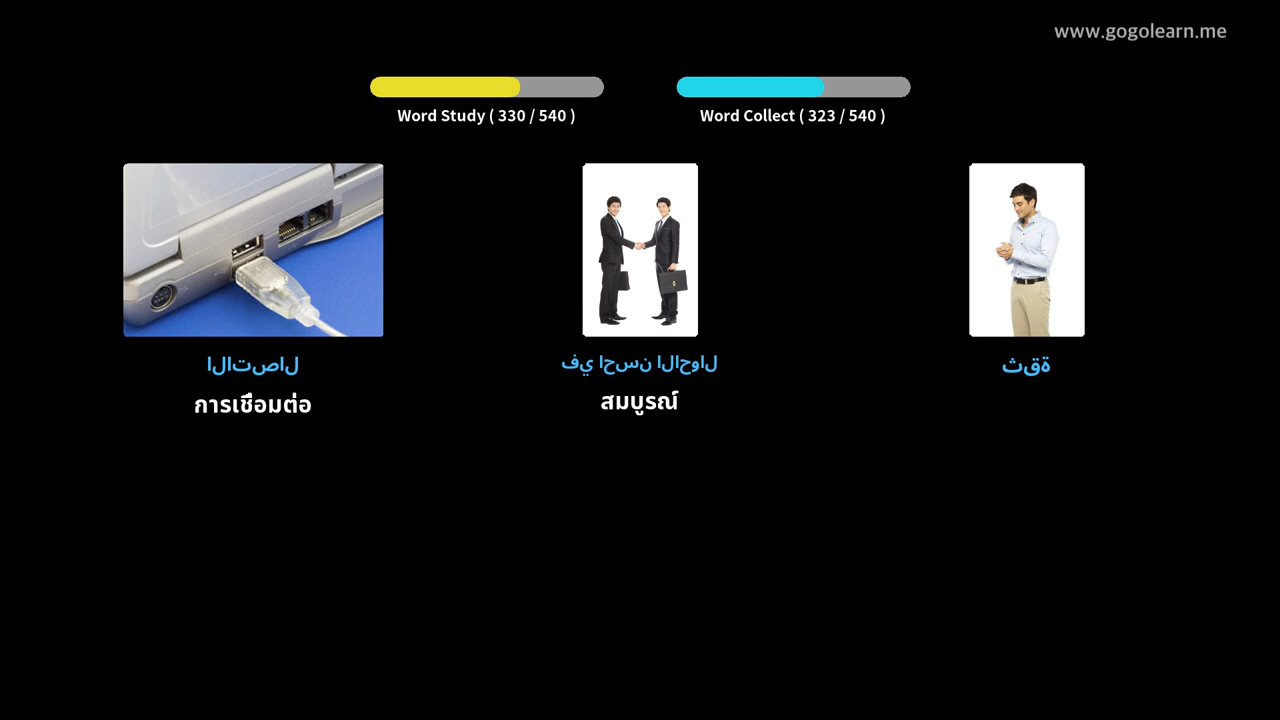 www.gogolearn.me
Word Study ( 330 / 540 )
Word Collect ( 323 / 540 )
الاتصال
في احسن الاحوال
ثقة
การเชื่อมต่อ
สมบูรณ์